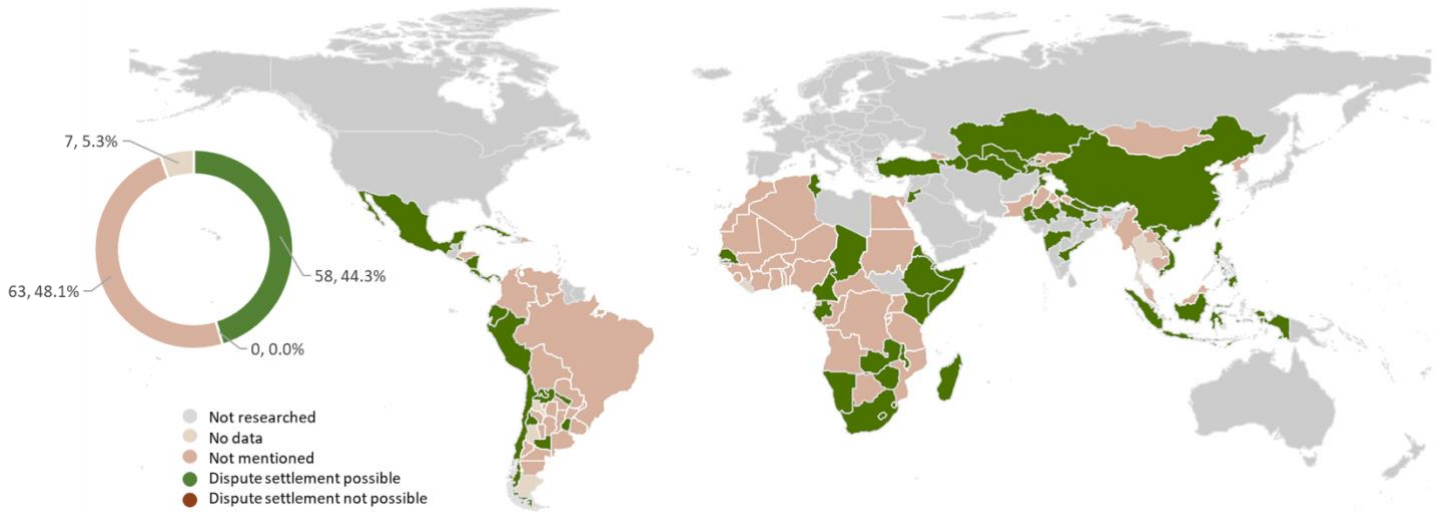 7, 5.3%
58, 44.3%
63, 48.1%
0, 0.0%
Not researched
No data
Not mentioned
Dispute settlement possible
Dispute settlement not possible